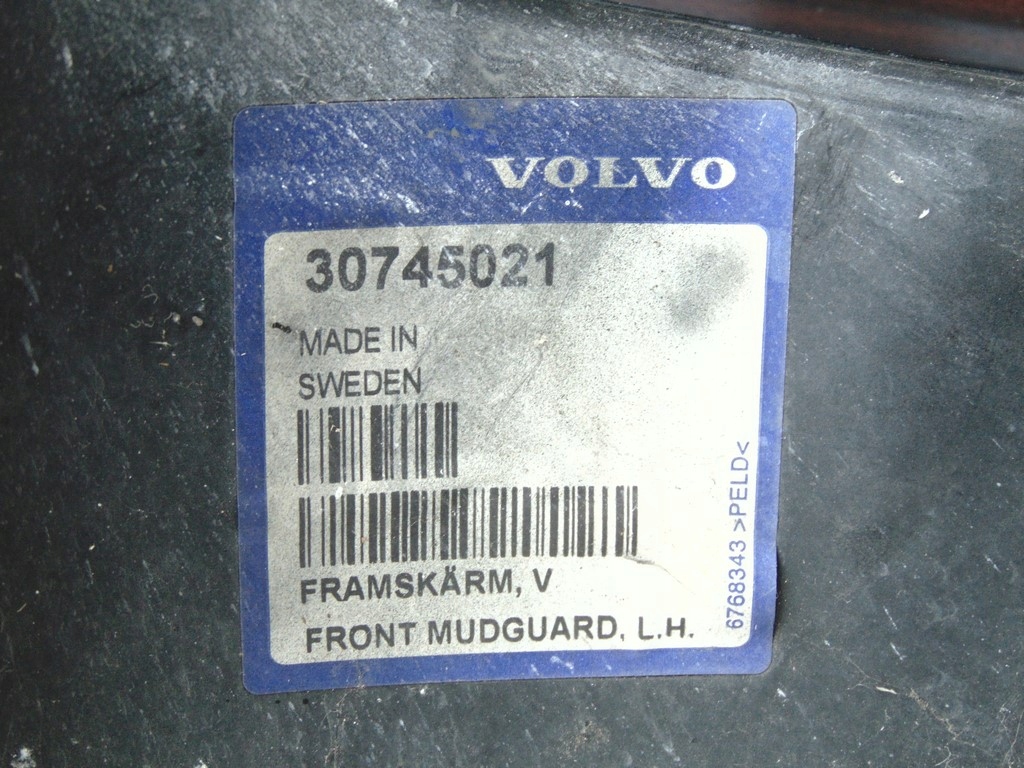 VOLVO
30745021
MADE IN
SWEDEN
FRAMSKÄRM, V
FRONT MUDGUARD, L.H.
6768343 >PELD<